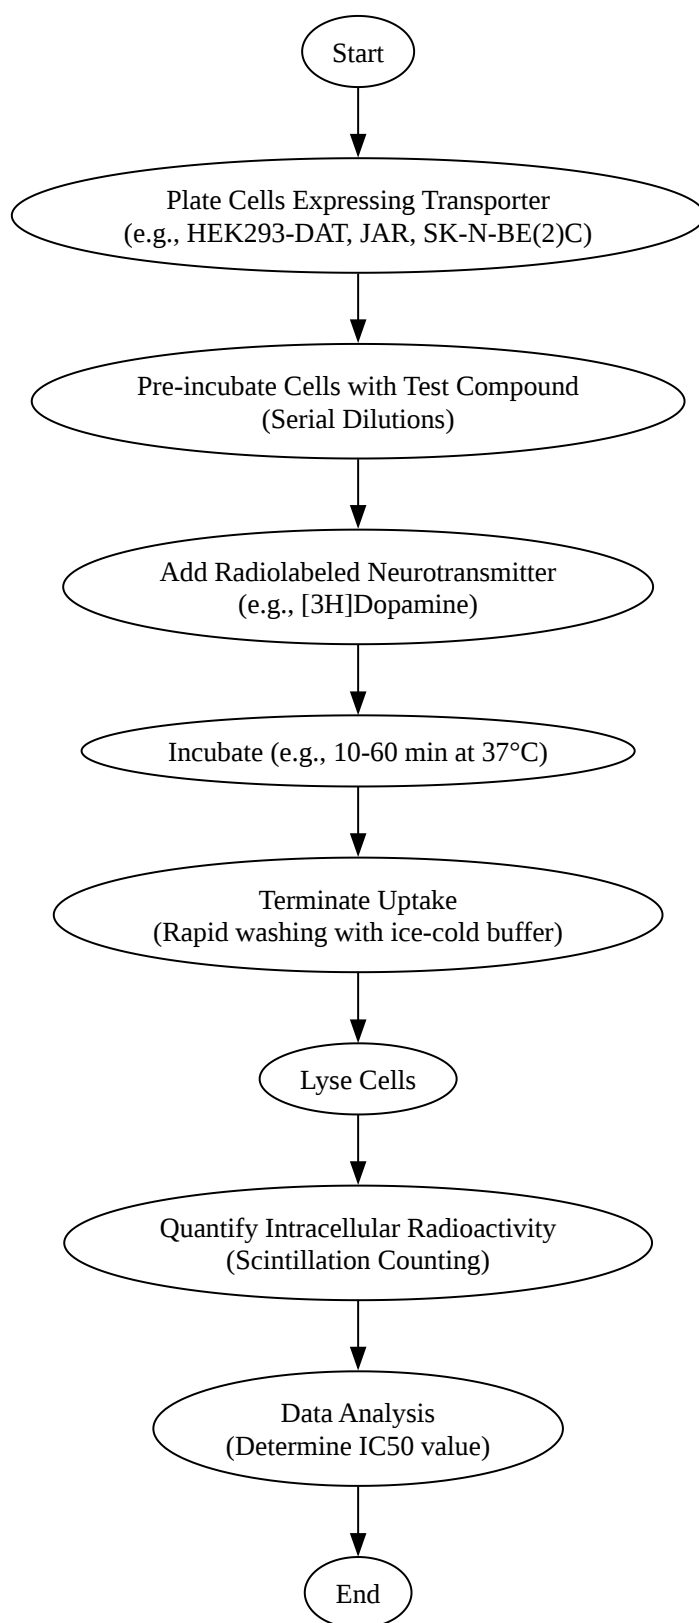 Start
Plate Cells Expressing Transporter
(e.g., HEK293-DAT, JAR, SK-N-BE(2)C)
Pre-incubate Cells with Test Compound
(Serial Dilutions)
Add Radiolabeled Neurotransmitter
(e.g., [3H]Dopamine)
Incubate (e.g., 10-60 min at 37°C)
Terminate Uptake
(Rapid washing with ice-cold buffer)
Lyse Cells
Quantify Intracellular Radioactivity
(Scintillation Counting)
Data Analysis
(Determine IC50 value)
End